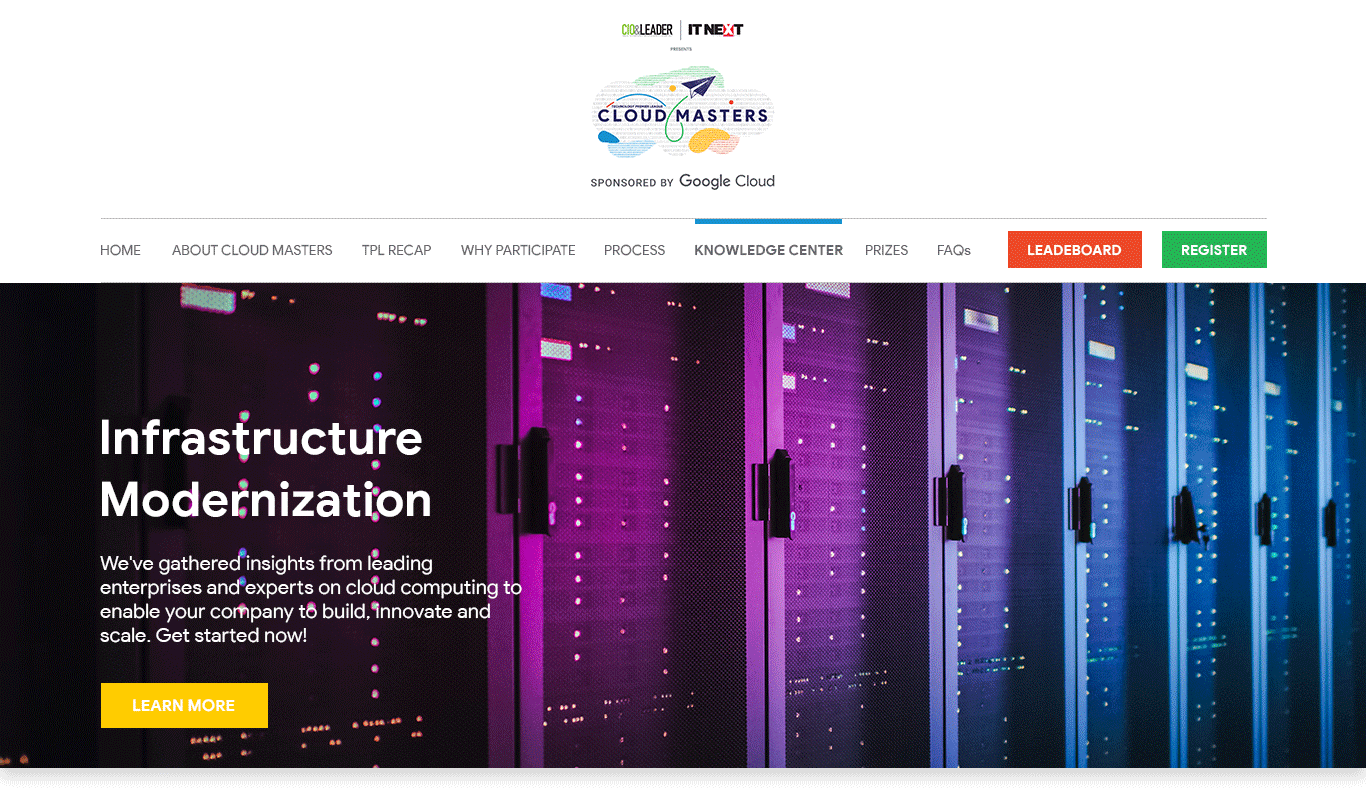 CIO&LEADER | IT NEXT
PRESENTS
TECHNOLOGY PREMIER LEAGUE
CLOUD MASTERS
SPONSORED BY Google Cloud
HOME ABOUT CLOUD MASTERS TPL RECAP WHY PARTICIPATE PROCESS KNOWLEDGE CENTER PRIZES FAQs LEADEBOARD REGISTER
Infrastructure
Modernization
We've gathered insights from leading
enterprises and experts on cloud computing to
enable your company to build, innovate and
scale. Get started now!
LEARN MORE